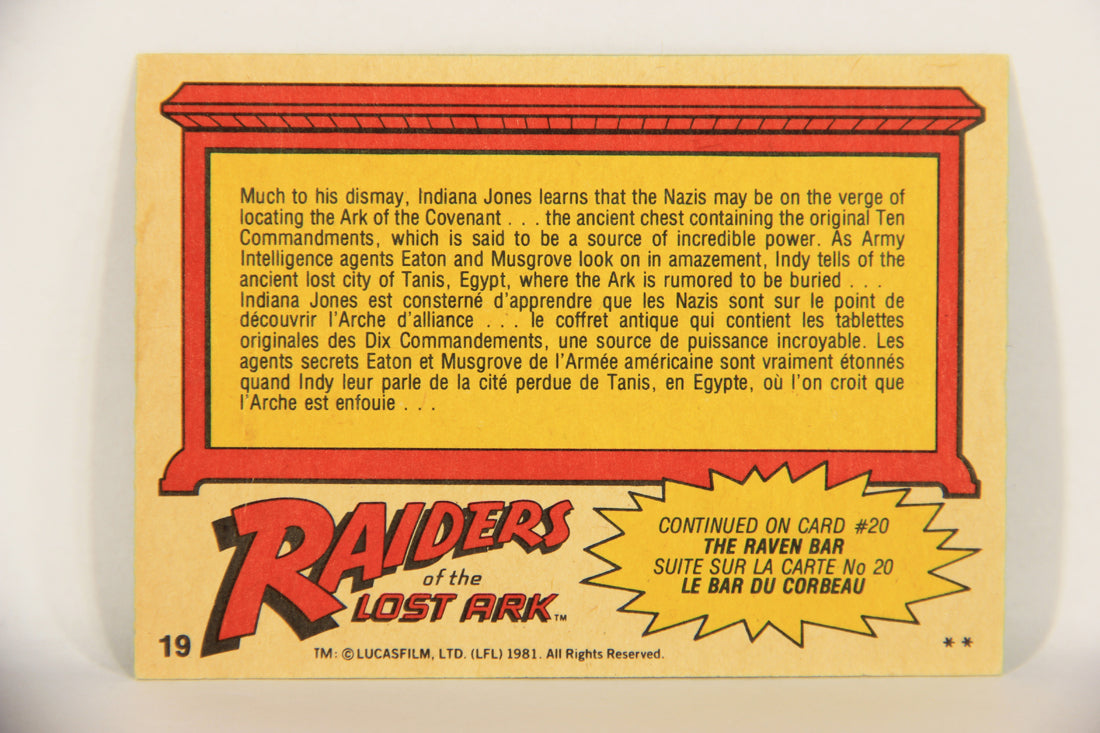 Much to his dismay, Indiana Jones learns that the Nazis may be on the verge of
locating the Ark of the Covenant . . . the ancient chest containing the original Ten
Commandments, which is said to be a source of incredible power. As Army
Intelligence agents Eaton and Musgrove look on in amazement, Indy tells of the
ancient lost city of Tanis, Egypt, where the Ark is rumored to be buried . . .
Indiana Jones est consterné d'apprendre que les Nazis sont sur le point de
découvrir l'Arche d'alliance . . . le coffret antique qui contient les tablettes
originales des Dix Commandements, une source de puissance incroyable. Les
agents secrets Eaton et Musgrove de l'Armée américaine sont vraiment étonnés
quand Indy leur parle de la cité perdue de Tanis, en Egypte, où l'on croit que
l'Arche est enfouie . . .
RAIDERS
of the
LOST ARK™
CONTINUED ON CARD #20
THE RAVEN BAR
SUITE SUR LA CARTE No 20
LE BAR DU CORBEAU
19
TM: © LUCASFILM, LTD. (LFL) 1981. All Rights Reserved.
* *